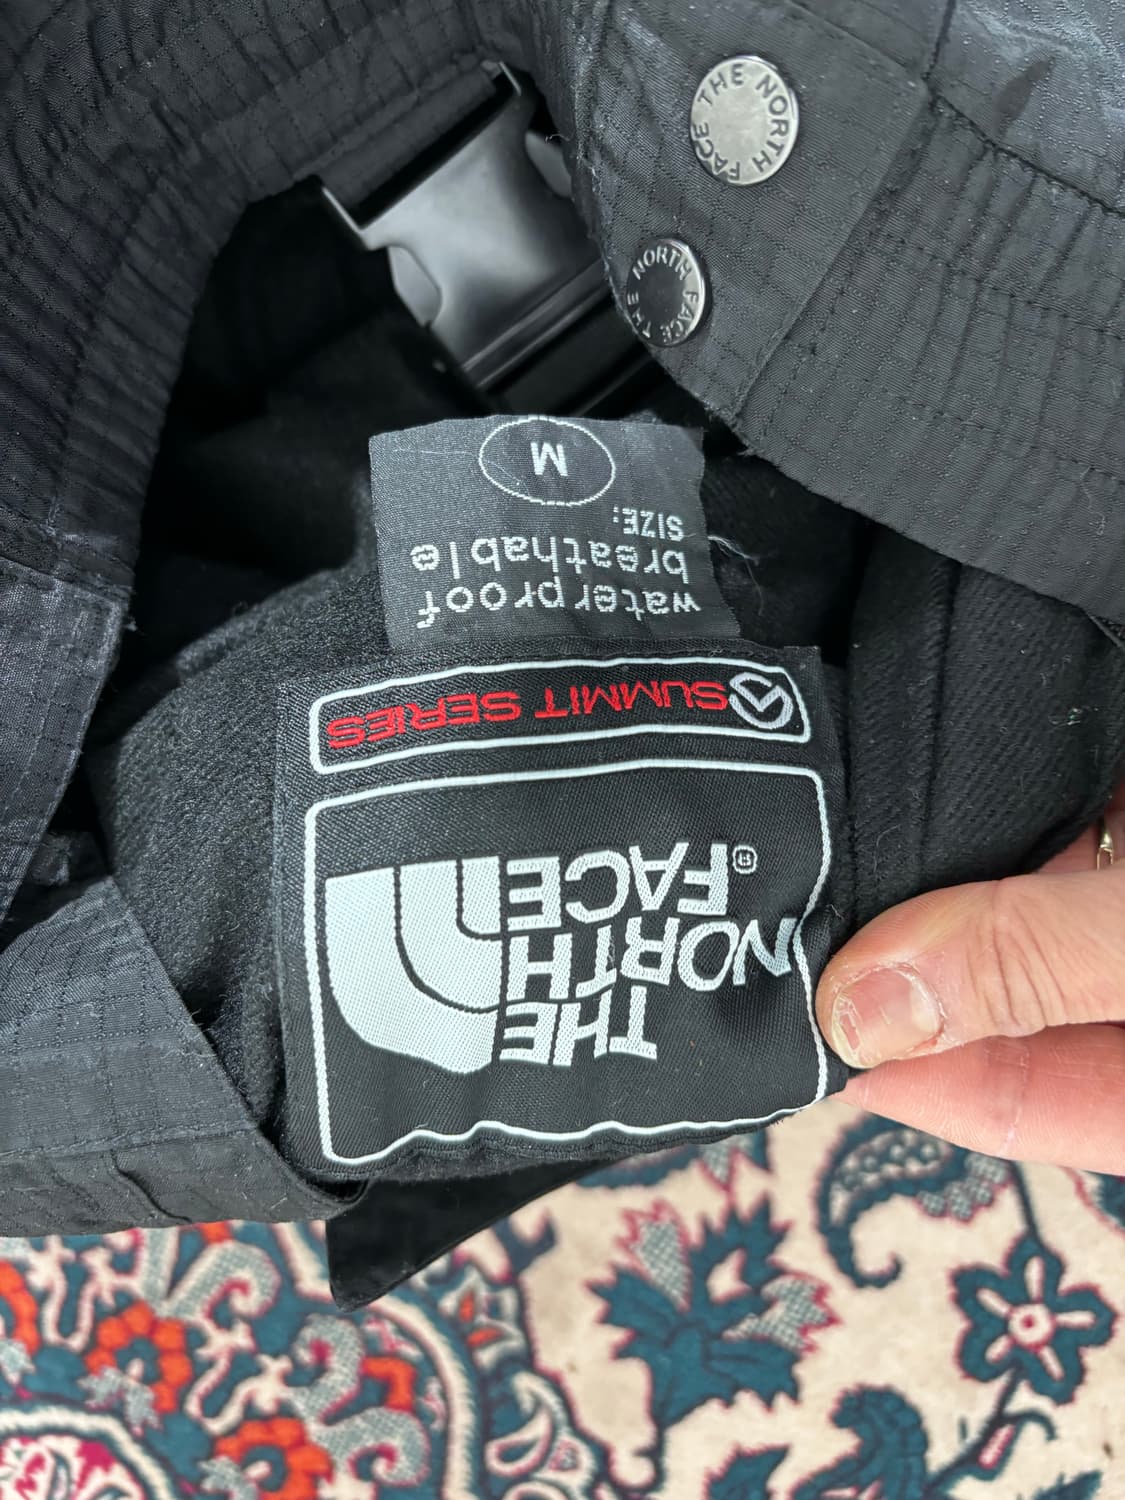 THE NORTH FACE
THE NORTH FACE
THE
NORTH
FACE®
SUMMIT SERIES
waterproof
breathable
SIZE:
M